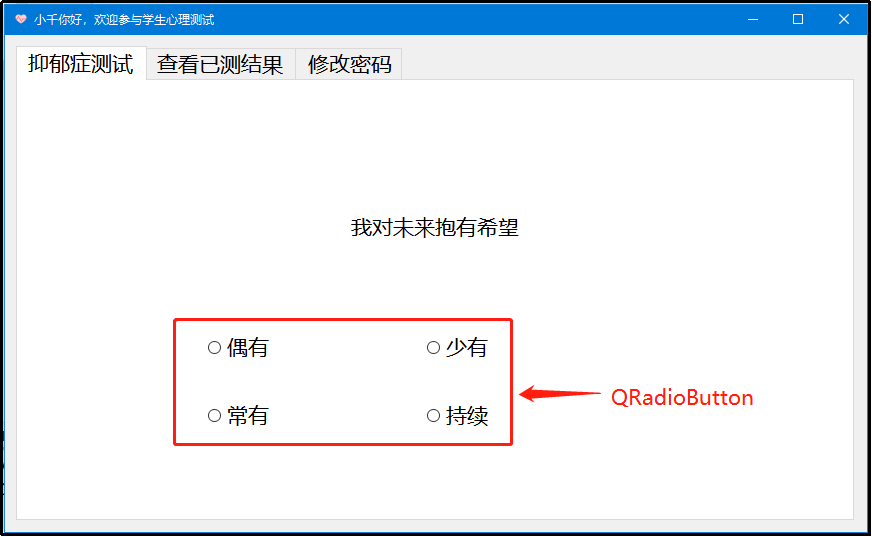 小千你好，欢迎参与学生心理测试
抑郁症测试 查看已测结果 修改密码
我对未来抱有希望
偶有 少有
常有 持续
QRadioButton